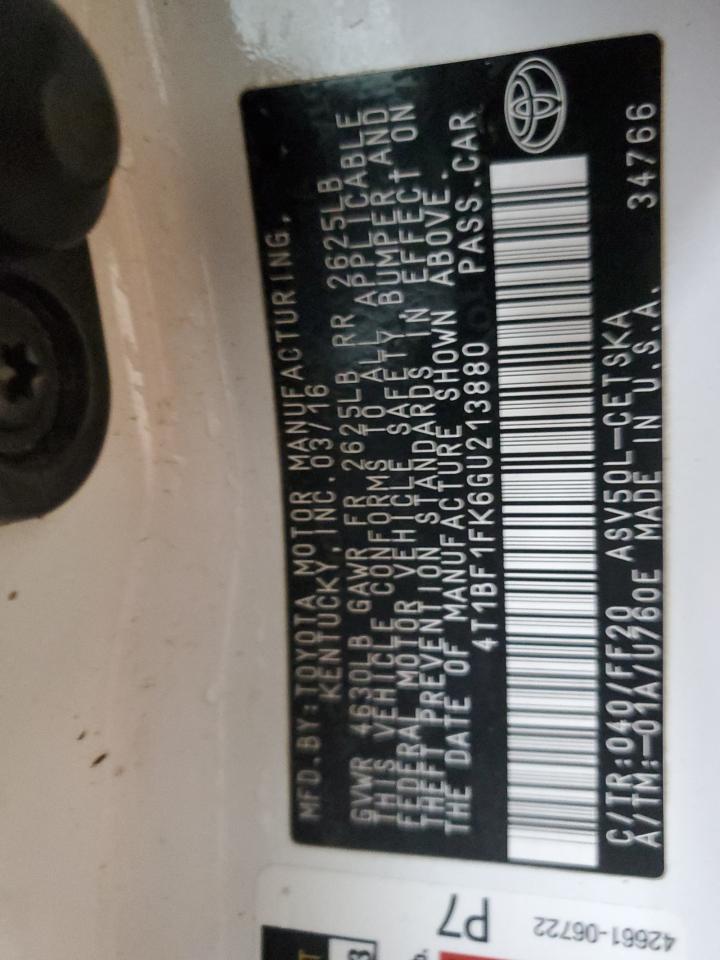 MFD.BY:TOYOTA MOTOR MANUFACTURING,
KENTUCKY,INC.03/16
GVWR 4630LB GAWR FR 2625LB RR 2625LB
THIS VEHICLE CONFORMS TO ALL APPLICABLE
FEDERAL MOTOR VEHICLE SAFETY, BUMPER,AND
THEFT PREVENTION STANDARDS IN EFFECT ON
THE DATE OF MANUFACTURE SHOWN ABOVE.
4T1BF1FK6GU213880 PASS.CAR
C/TR:040/FF20 ASV50L-CETSKA
A/TM:-01A/U760E MADE IN U.S.A. 34766
P7
42661-06722